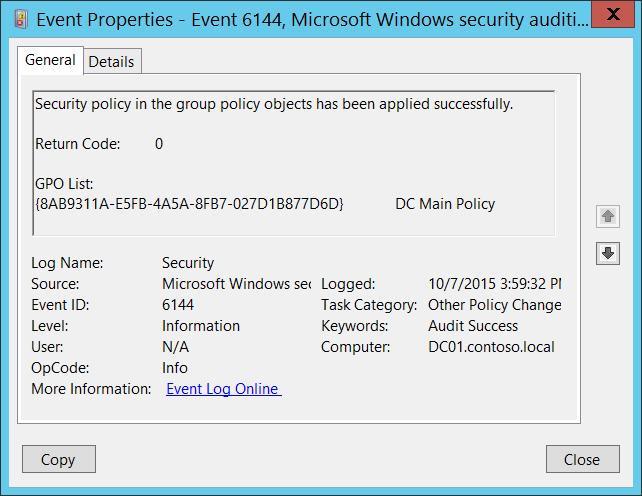 Event Properties - Event 6144, Microsoft Windows security auditi...
X
General Details
Security policy in the group policy objects has been applied successfully.
Return Code: 0
GPO List:
{8AB9311A-E5FB-4A5A-8FB7-027D1B877D6D} DC Main Policy
Log Name: Security
Source: Microsoft Windows sec Logged: 10/7/2015 3:59:32 PM
Event ID: 6144 Task Category: Other Policy Change
Level: Information Keywords: Audit Success
User: N/A Computer: DC01.contoso.local
OpCode: Info
More Information: Event Log Online
Copy Close